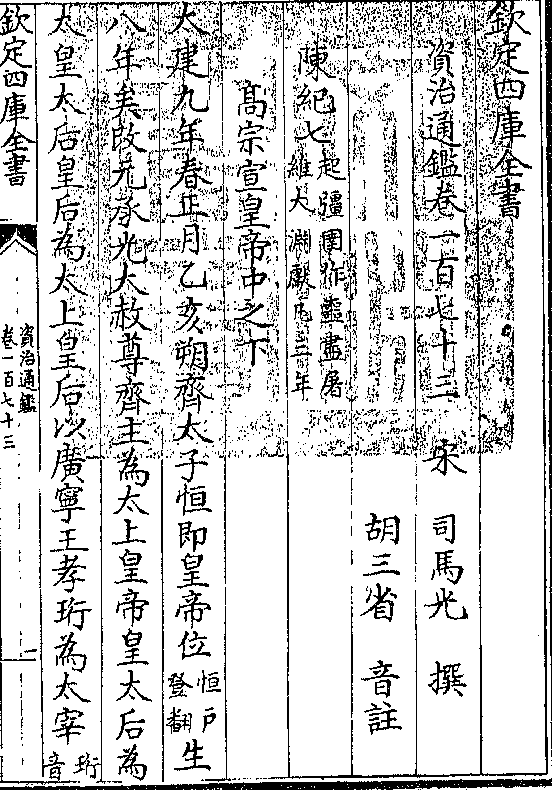 欽定四庫全書
資治通鑑卷一百七十三
宋 司馬光 撰
胡三省 音註
陳紀七起彊圉作噩盡屠維大淵獻凡三年
高宗宣皇帝中之下
太建九年春正月乙亥朔齊太子恒即皇帝位恒戸登翻生
八年矣改元承光大赦尊齊主為太上皇帝皇太后為
太皇太后皇后為太上皇后以廣寧王孝珩為太宰珩音
欽定四庫全書
資治通鑑
卷一百七十三
一